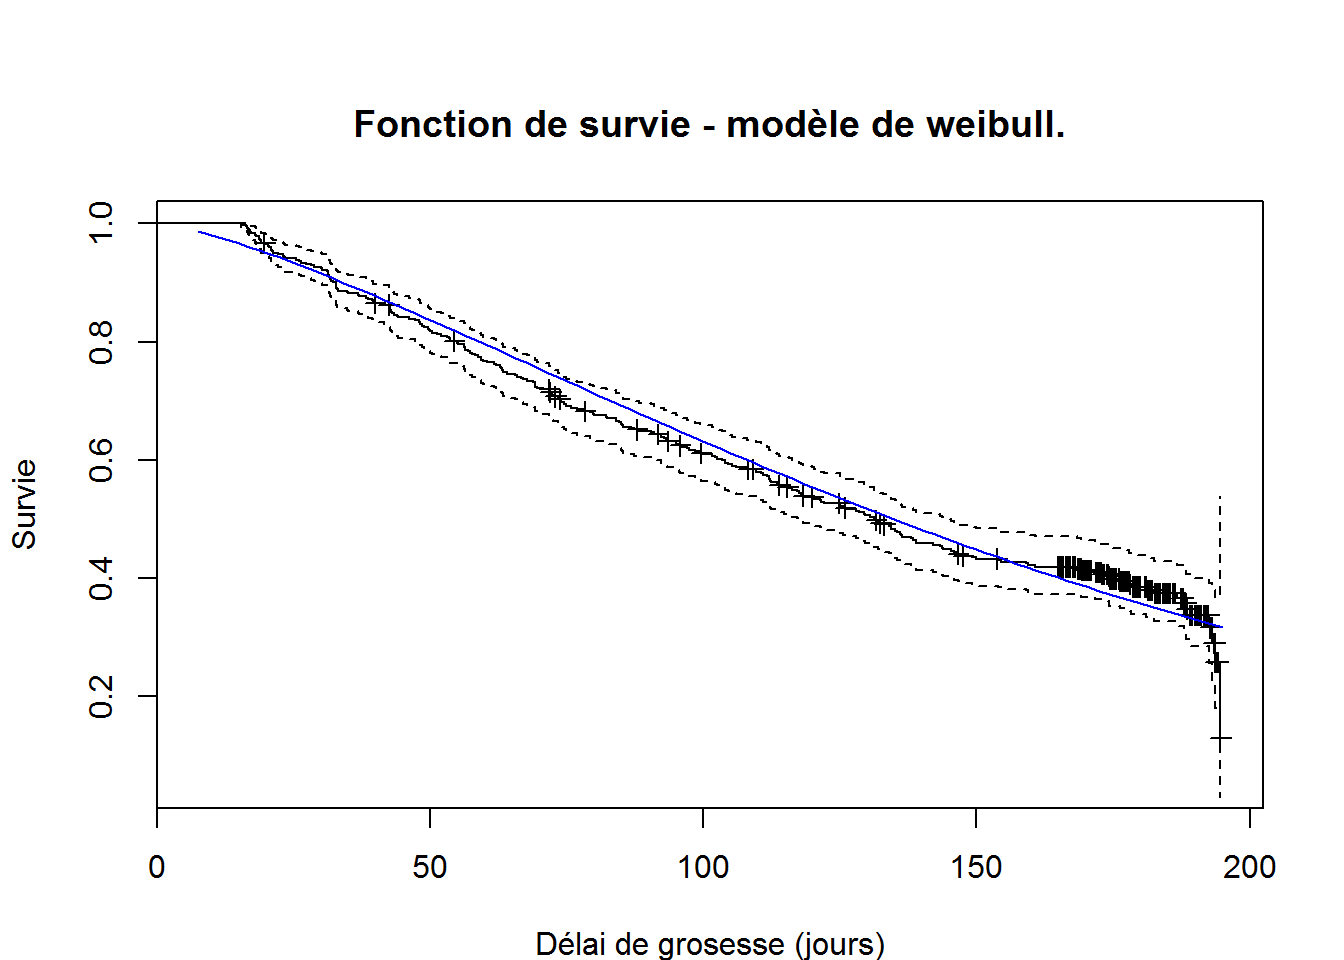 Fonction de survie - modèle de weibull.
Survie
1.0
0.8
0.6
0.4
0.2
0 50 100 150 200
Délai de grosesse (jours)